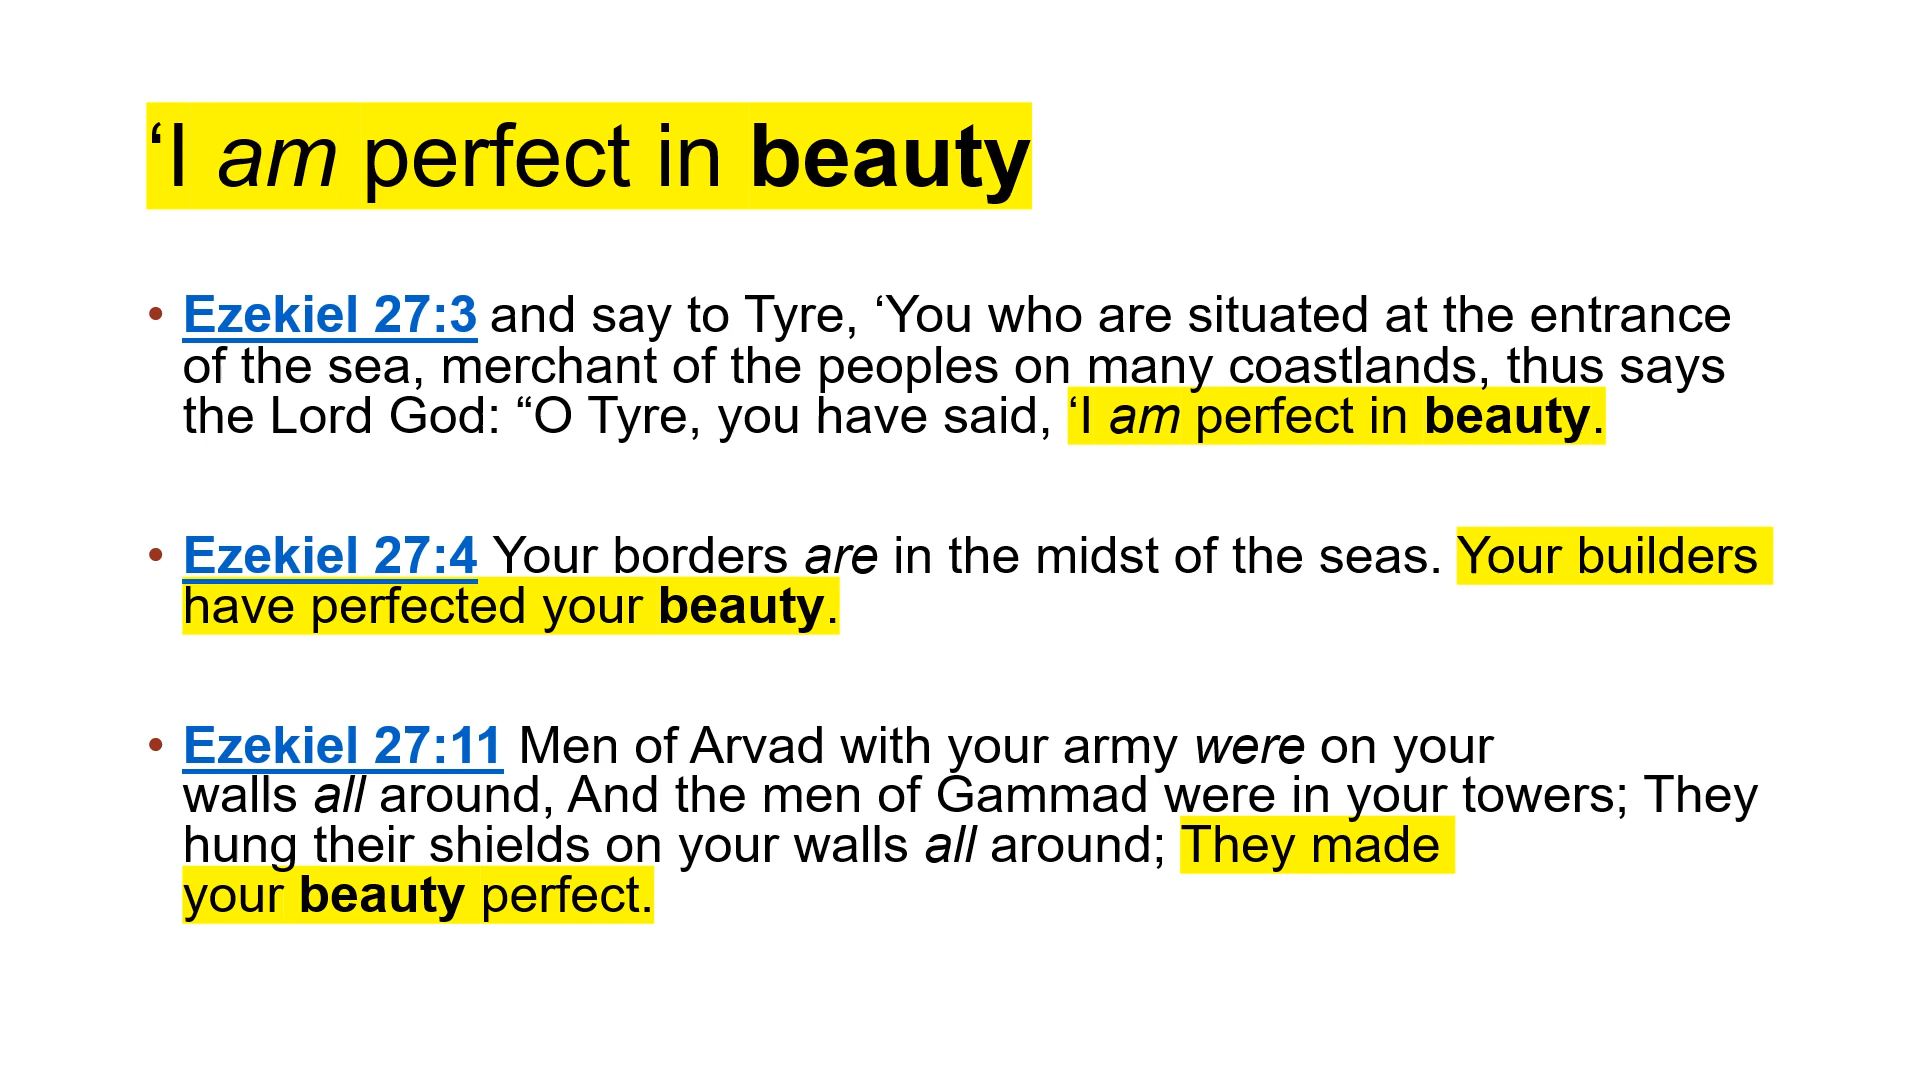 ‘I am perfect in beauty
• Ezekiel 27:3 and say to Tyre, ‘You who are situated at the entrance
of the sea, merchant of the peoples on many coastlands, thus says
the Lord God: “O Tyre, you have said, ‘I am perfect in beauty.
• Ezekiel 27:4 Your borders are in the midst of the seas. Your builders
have perfected your beauty.
• Ezekiel 27:11 Men of Arvad with your army were on your
walls all around, And the men of Gammad were in your towers; They
hung their shields on your walls all around; They made
your beauty perfect.